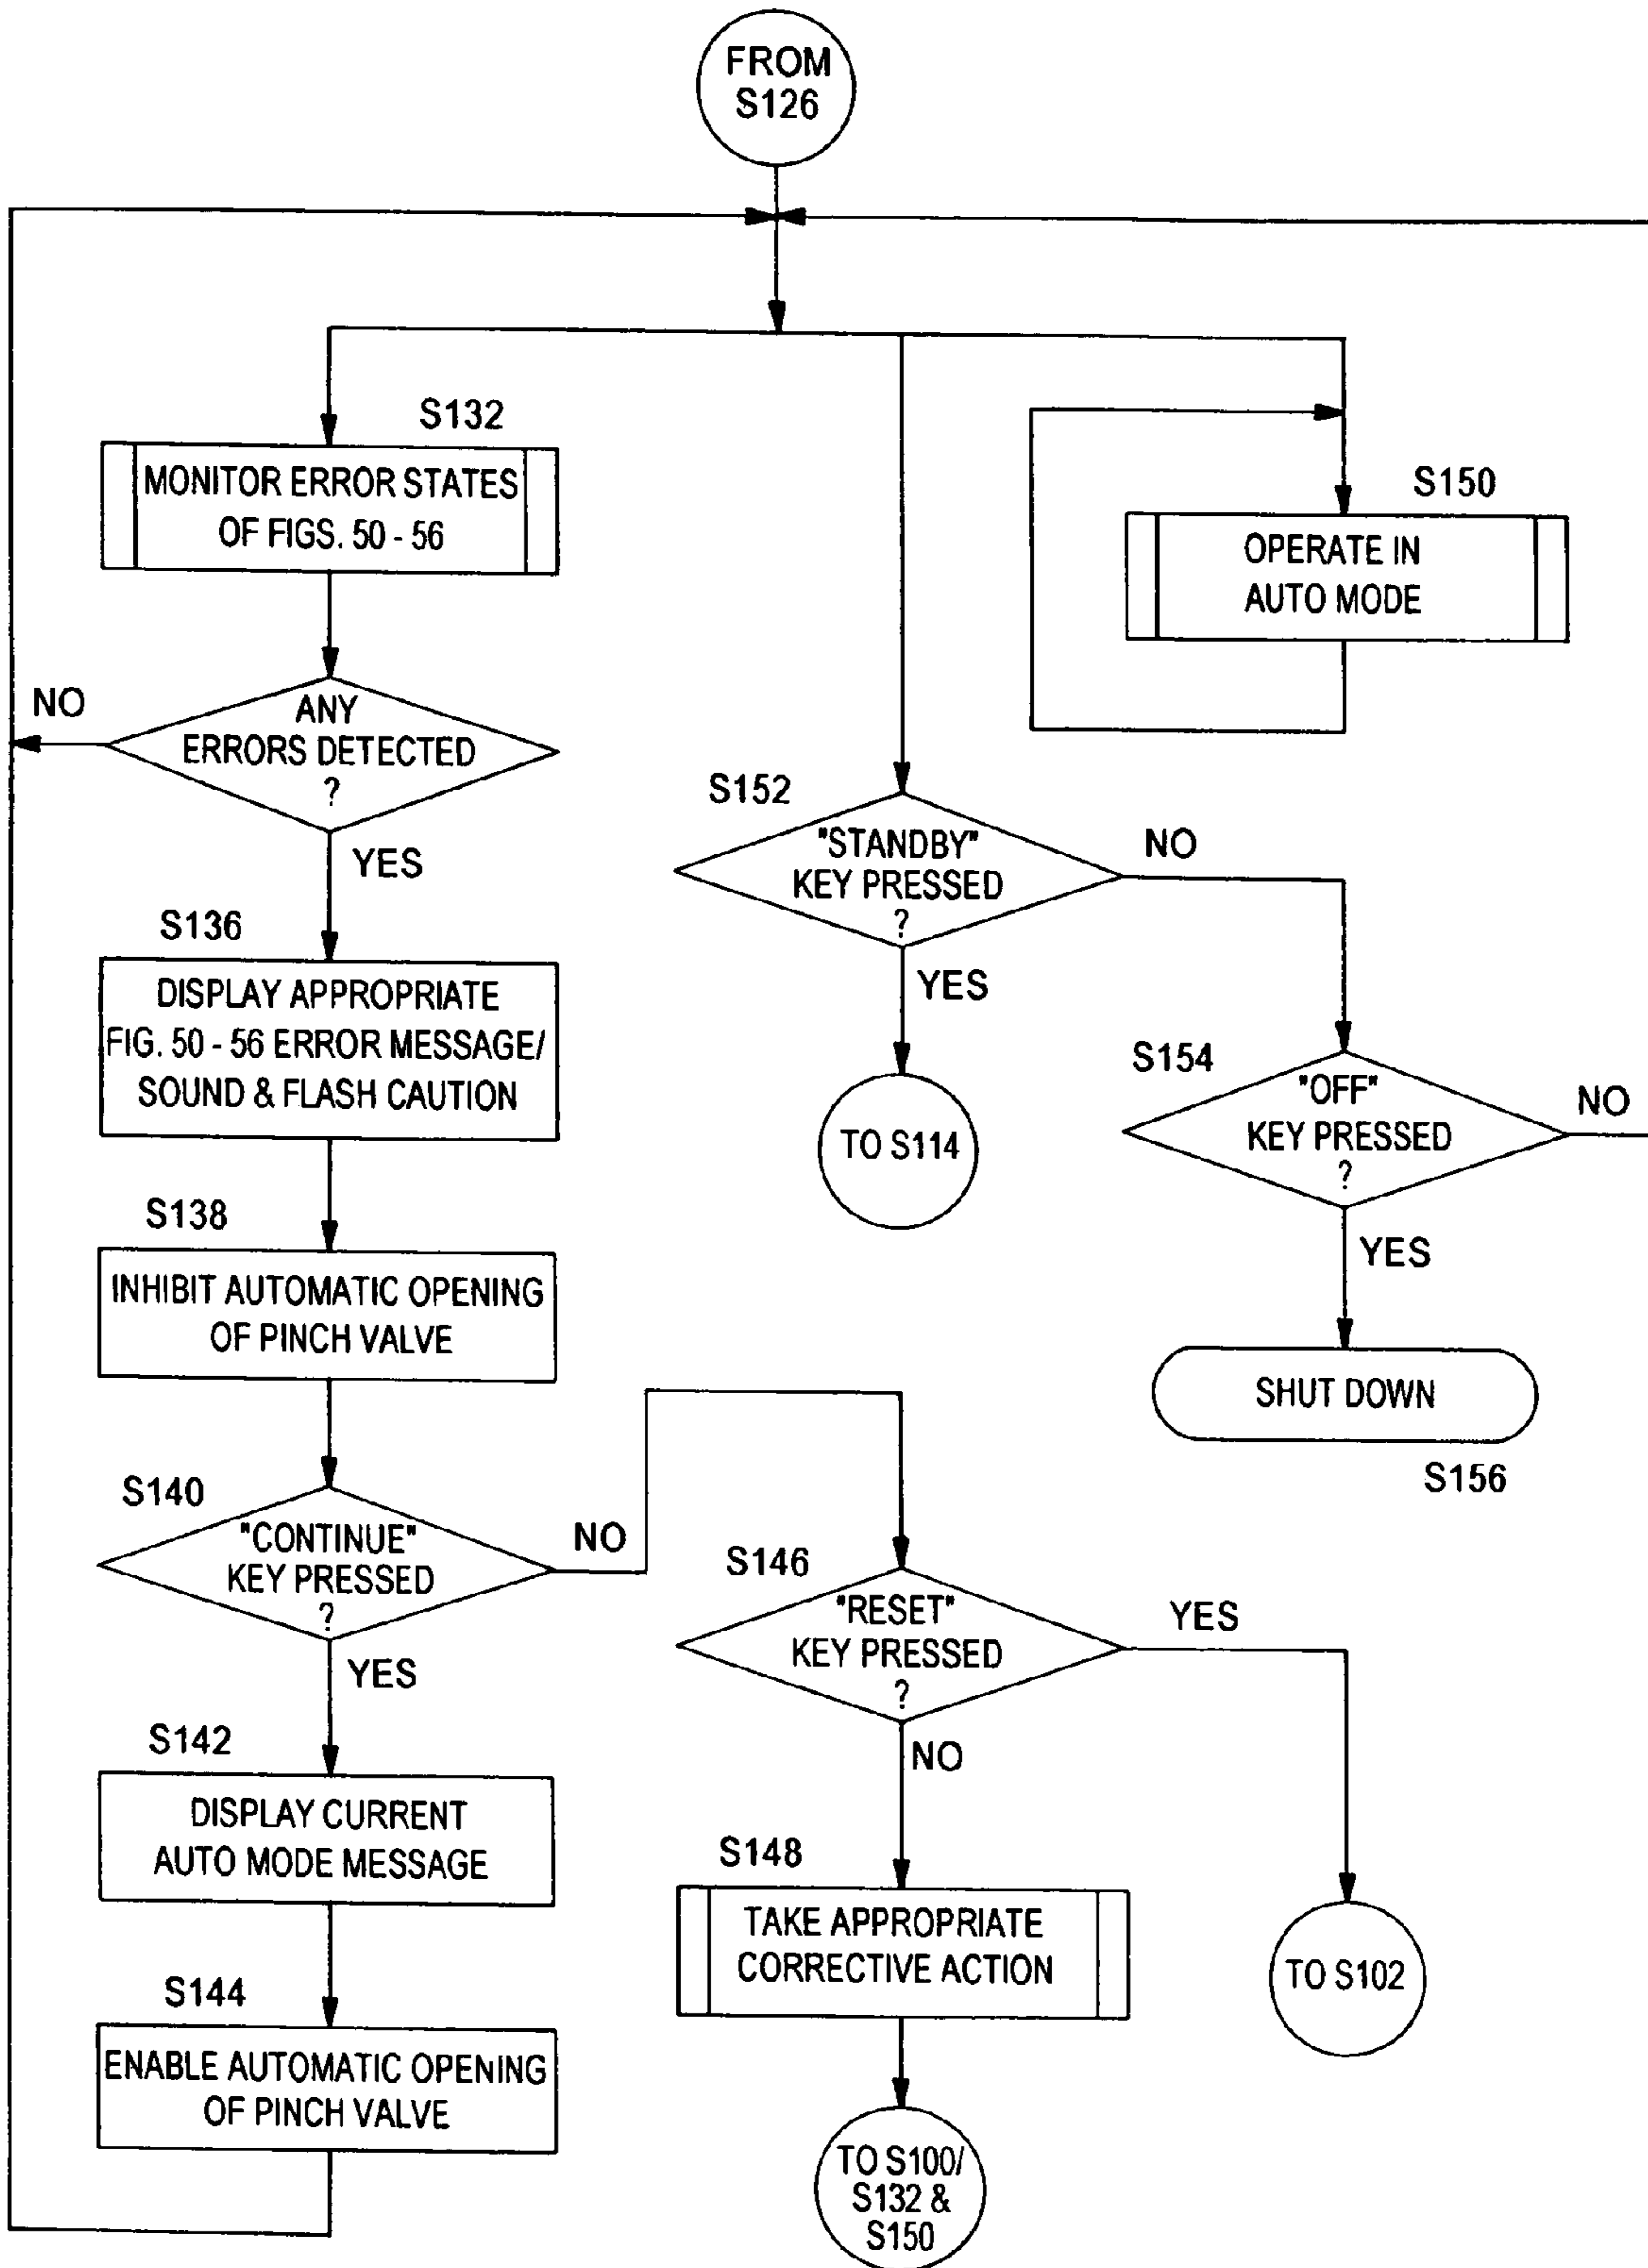 FROM
S126
S132
MONITOR ERROR STATES
OF FIGS. 50 - 56
S150
OPERATE IN
AUTO MODE
NO
ANY
ERRORS DETECTED
?
YES
S152
"STANDBY"
KEY PRESSED
?
NO
YES
TO S114
S136
DISPLAY APPROPRIATE
FIG. 50 - 56 ERROR MESSAGE/
SOUND & FLASH CAUTION
S154
"OFF"
KEY PRESSED
?
NO
YES
SHUT DOWN
S156
S138
INHIBIT AUTOMATIC OPENING
OF PINCH VALVE
S140
"CONTINUE"
KEY PRESSED
?
NO
YES
S146
"RESET"
KEY PRESSED
?
YES
NO
S142
DISPLAY CURRENT
AUTO MODE MESSAGE
S148
TAKE APPROPRIATE
CORRECTIVE ACTION
TO S102
S144
ENABLE AUTOMATIC OPENING
OF PINCH VALVE
TO S100/
S132 &
S150